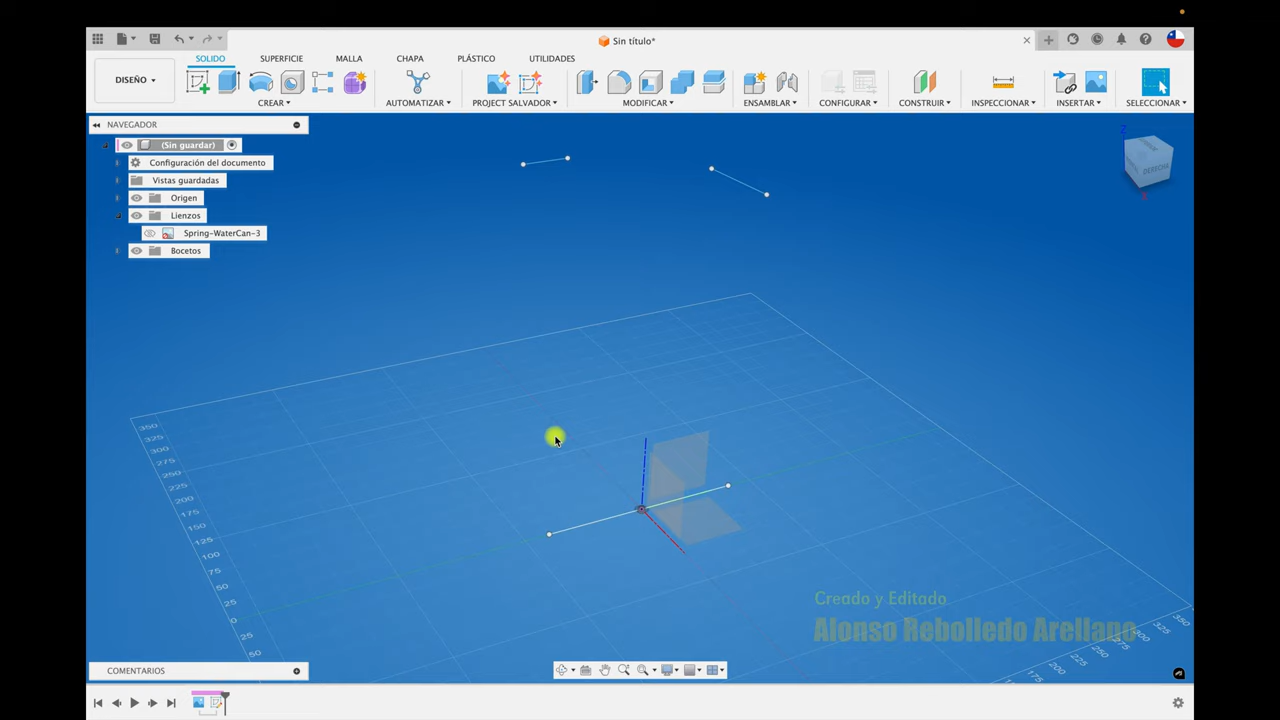 Sin título*
DISEÑO
SOLIDO
SUPERFICIE
MALLA
CHAPA
PLÁSTICO
UTILIDADES
CREAR
AUTOMATIZAR
PROJECT SALVADOR
MODIFICAR
ENSAMBLAR
CONFIGURAR
CONSTRUIR
INSPECCIONAR
INSERTAR
SELECCIONAR
NAVEGADOR
(Sin guardar)
Configuración del documento
Vistas guardadas
Origen
Lienzos
Spring-WaterCan-3
Bocetos
Z
DERECHA
X
350
325
300
275
250
225
200
175
150
125
100
75
50
25
0
25
50
Creado y Editado
Alonso Rebolledo Arellano
COMENTARIOS